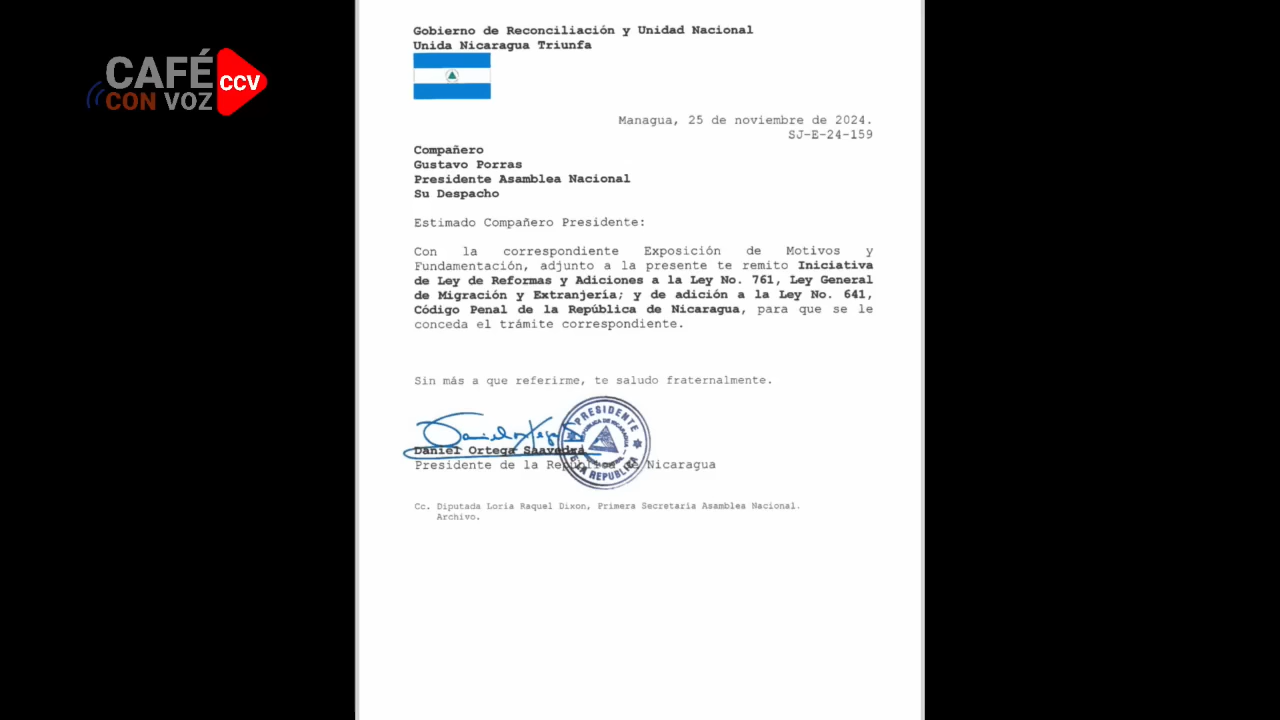 CAFÉ
CON VOZ
CCV
Gobierno de Reconciliación y Unidad Nacional
Unida Nicaragua Triunfa
Managua, 25 de noviembre de 2024.
SJ-E-24-159
Compañero
Gustavo Porras
Presidente Asamblea Nacional
Su Despacho
Estimado Compañero Presidente:
Con la correspondiente Exposición de Motivos y
Fundamentación, adjunto a la presente te remito Iniciativa
de Ley de Reformas y Adiciones a la Ley No. 761, Ley General
de Migración y Extranjería; y de adición a la Ley No. 641,
Código Penal de la República de Nicaragua, para que se le
conceda el trámite correspondiente.
Sin más a que referirme, te saludo fraternalmente.
Daniel Ortega Saavedra
Presidente de la República de Nicaragua
PRESIDENTE
DE LA REPUBLICA
Cc. Diputada Loria Raquel Dixon, Primera Secretaria Asamblea Nacional.
Archivo.